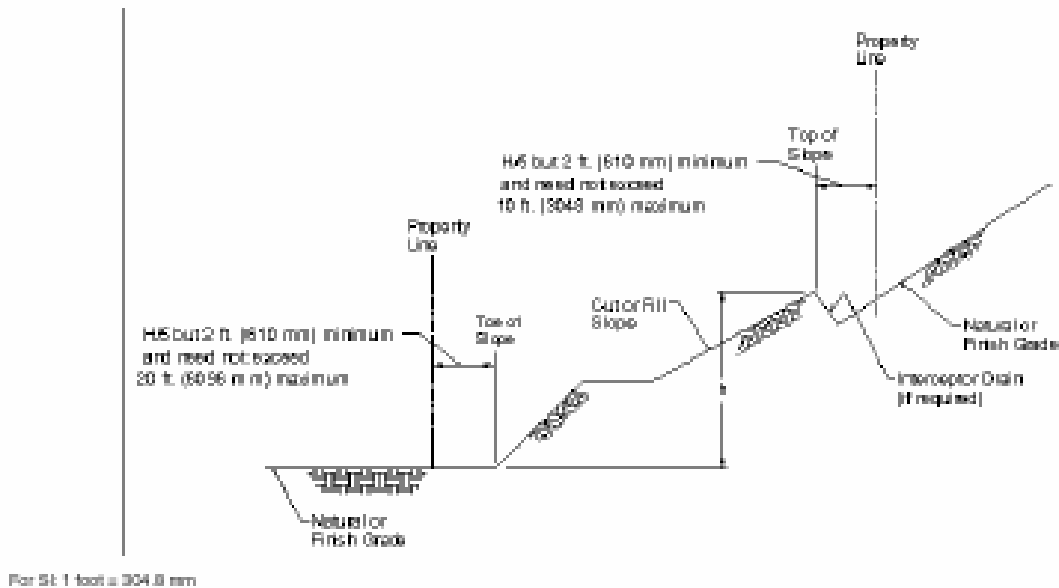 Property
Line
Top of
Slope
H/5 but 2 ft. (610 mm) minimum
and need not exceed
10 ft. (3048 mm) maximum
Property
Line
Toe of
Slope
H/5 but 2 ft. (610 mm) minimum
and need not exceed
20 ft. (6096 mm) maximum
Cut or Fill
Slope
Natural or
Finish Grade
Interceptor Drain
(if required)
Natural or
Finish Grade
For SI: 1 foot = 304.8 mm